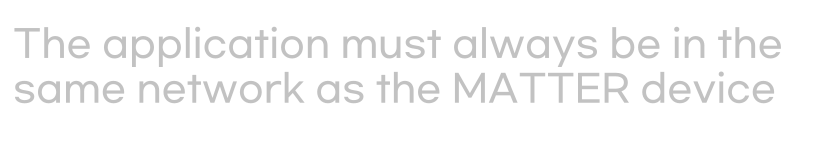 The application must always be in the
same network as the MATTER device